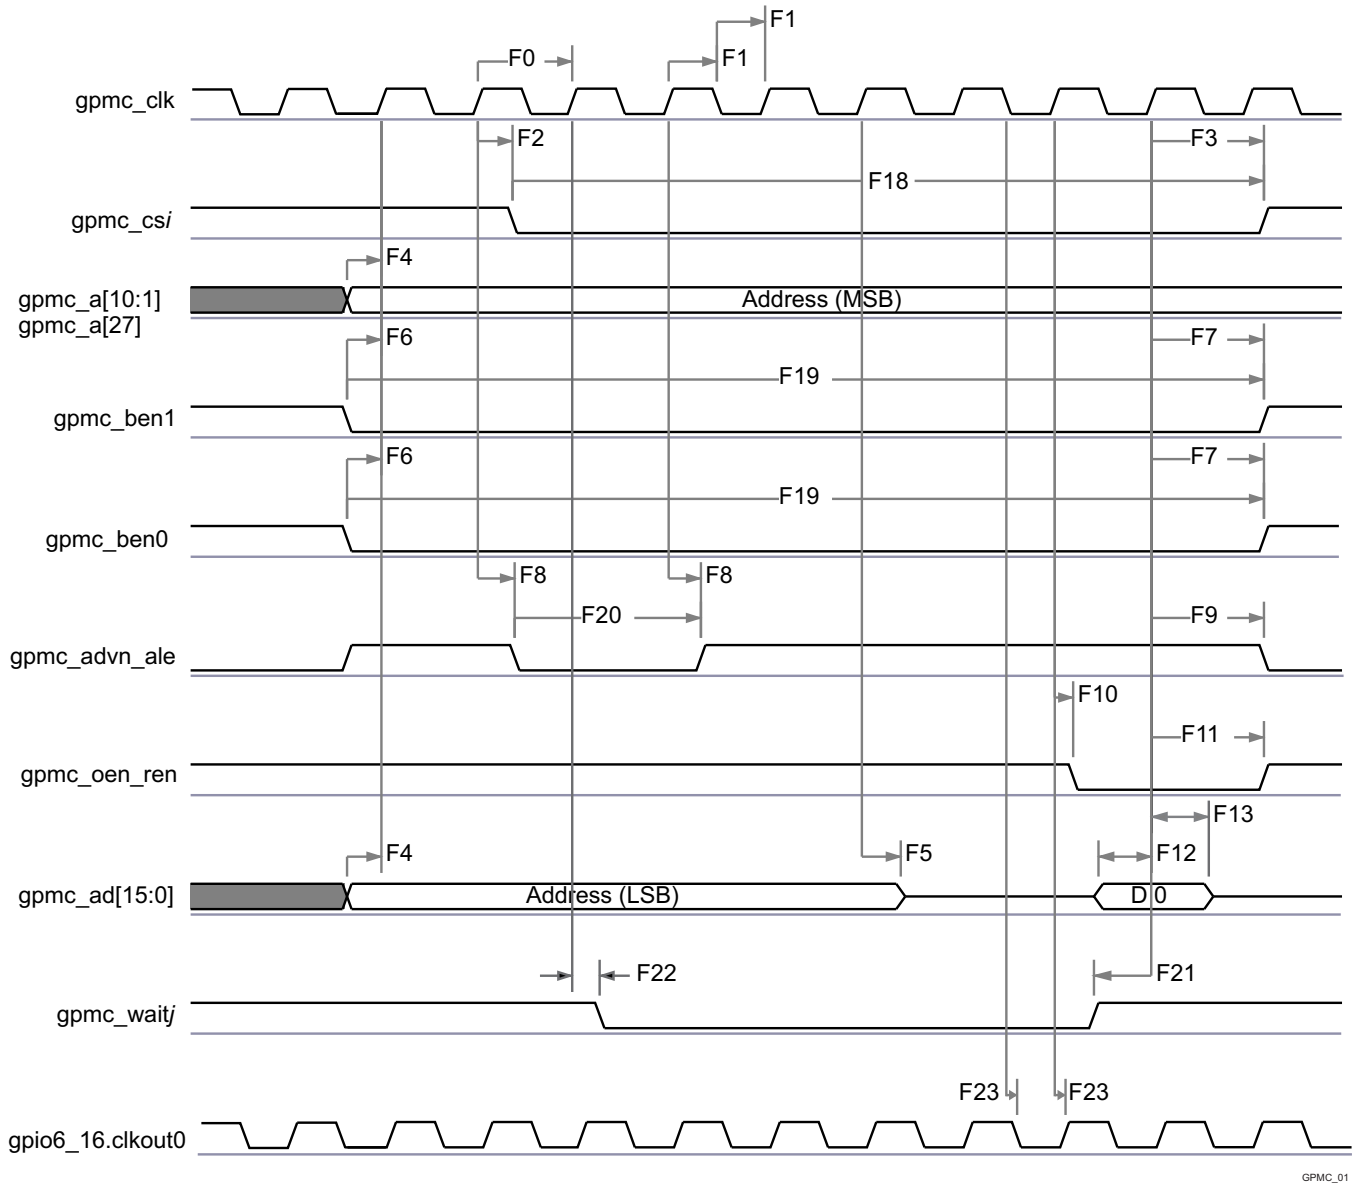 F1
F0
F1
gpmc_clk
F2
F3
F18
gpmc_csi
F4
gpmc_a[10:1]
Address (MSB)
gpmc_a[27]
F6
F7
F19
gpmc_ben1
F6
F7
F19
gpmc_ben0
F8
F8
F20
F9
gpmc_advn_ale
F10
F11
gpmc_oen_ren
F13
F4
F5
F12
gpmc_ad[15:0]
Address (LSB)
D 0
F22
F21
gpmc_waitj
F23
F23
gpio6_16.clkout0
GPMC_01